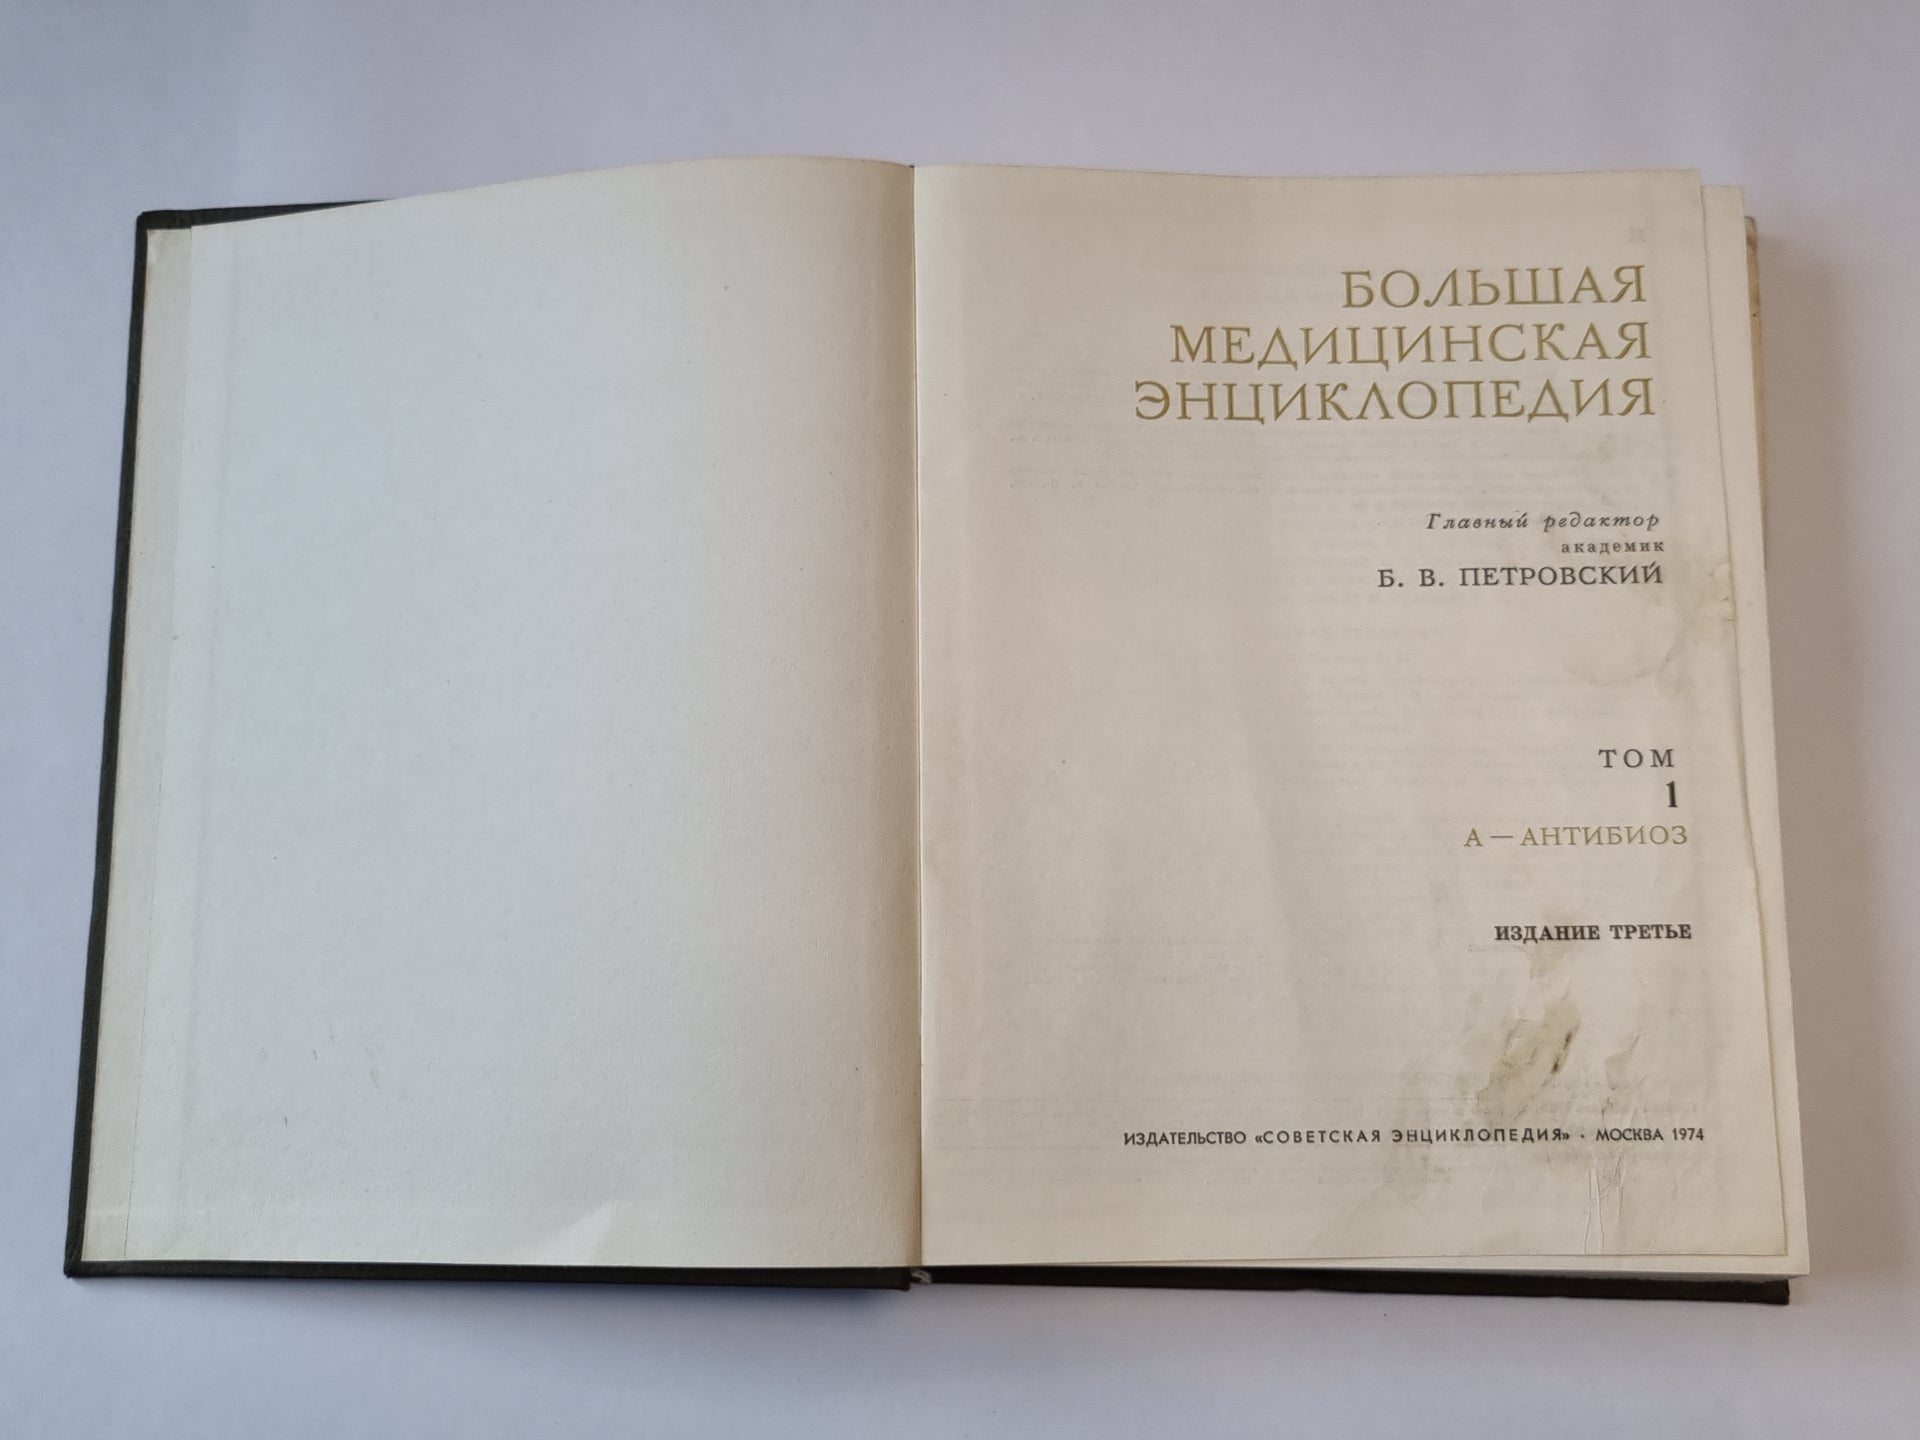 БОЛЬШАЯ
МЕДИЦИНСКАЯ
ЭНЦИКЛОПЕДИЯ
Главный редактор
академик
Б. В. ПЕТРОВСКИЙ
ТОМ
1
А — АНТИБИОЗ
ИЗДАНИЕ ТРЕТЬЕ
ИЗДАТЕЛЬСТВО «СОВЕТСКАЯ ЭНЦИКЛОПЕДИЯ» · МОСКВА 1974